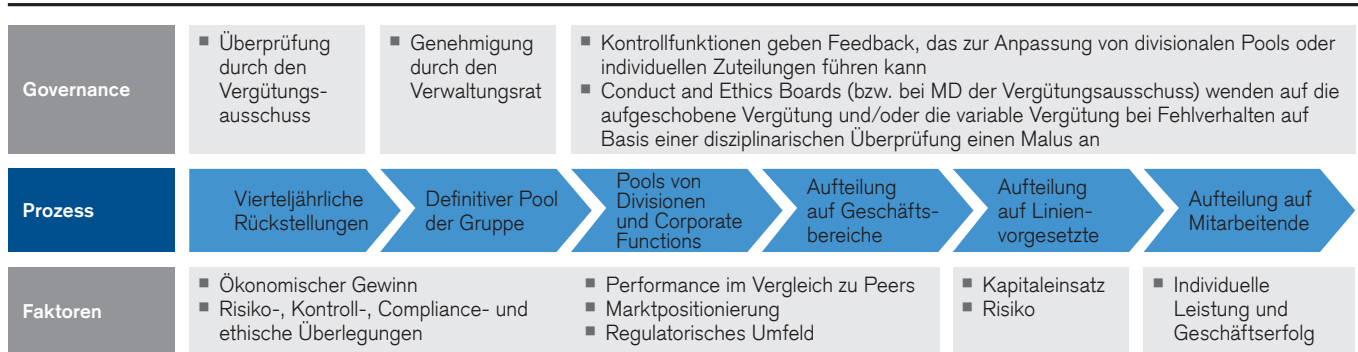 Governance
■ Überprüfung
durch den
Vergütungs-
ausschuss
■ Genehmigung
durch den
Verwaltungsrat
■ Kontrollfunktionen geben Feedback, das zur Anpassung von divisionalen Pools oder
individuellen Zuteilungen führen kann
■ Conduct and Ethics Boards (bzw. bei MD der Vergütungsausschuss) wenden auf die
aufgeschobene Vergütung und/oder die variable Vergütung bei Fehlverhalten auf
Basis einer disziplinarischen Überprüfung einen Malus an
Prozess
Vierteljährliche
Rückstellungen
Definitiver Pool
der Gruppe
Pools von
Divisionen
und Corporate
Functions
Aufteilung
auf Geschäfts-
bereiche
Aufteilung
auf Linien-
vorgesetzte
Aufteilung auf
Mitarbeitende
Faktoren
■ Ökonomischer Gewinn
■ Risiko-, Kontroll-, Compliance- und
ethische Überlegungen
■ Performance im Vergleich zu Peers
■ Marktpositionierung
■ Regulatorisches Umfeld
■ Kapitaleinsatz
■ Risiko
■ Individuelle
Leistung und
Geschäftserfolg